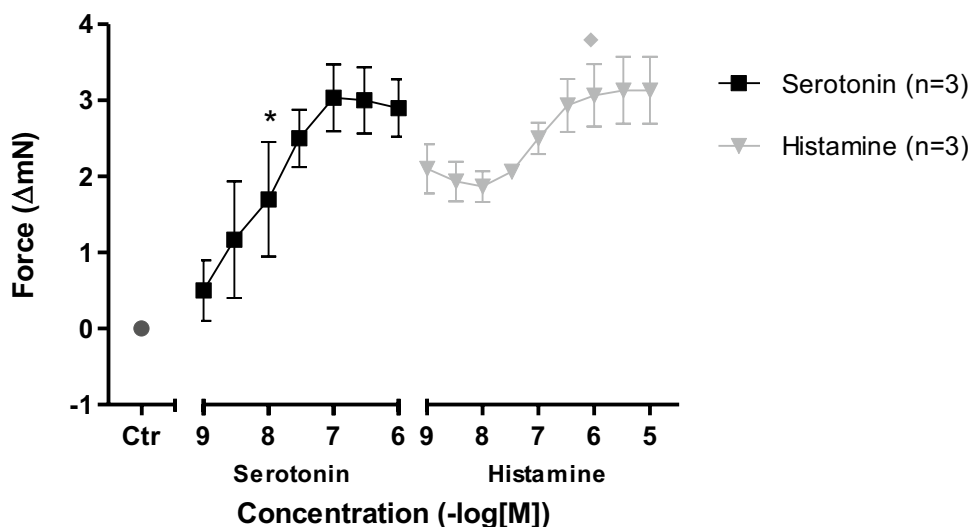 4
3
2
1
0
-1
Force (ΔmN)
*
Serotonin (n=3)
Histamine (n=3)
Ctr 9 8 7 6 9 8 7 6 5
Serotonin Histamine
Concentration (-log[M])